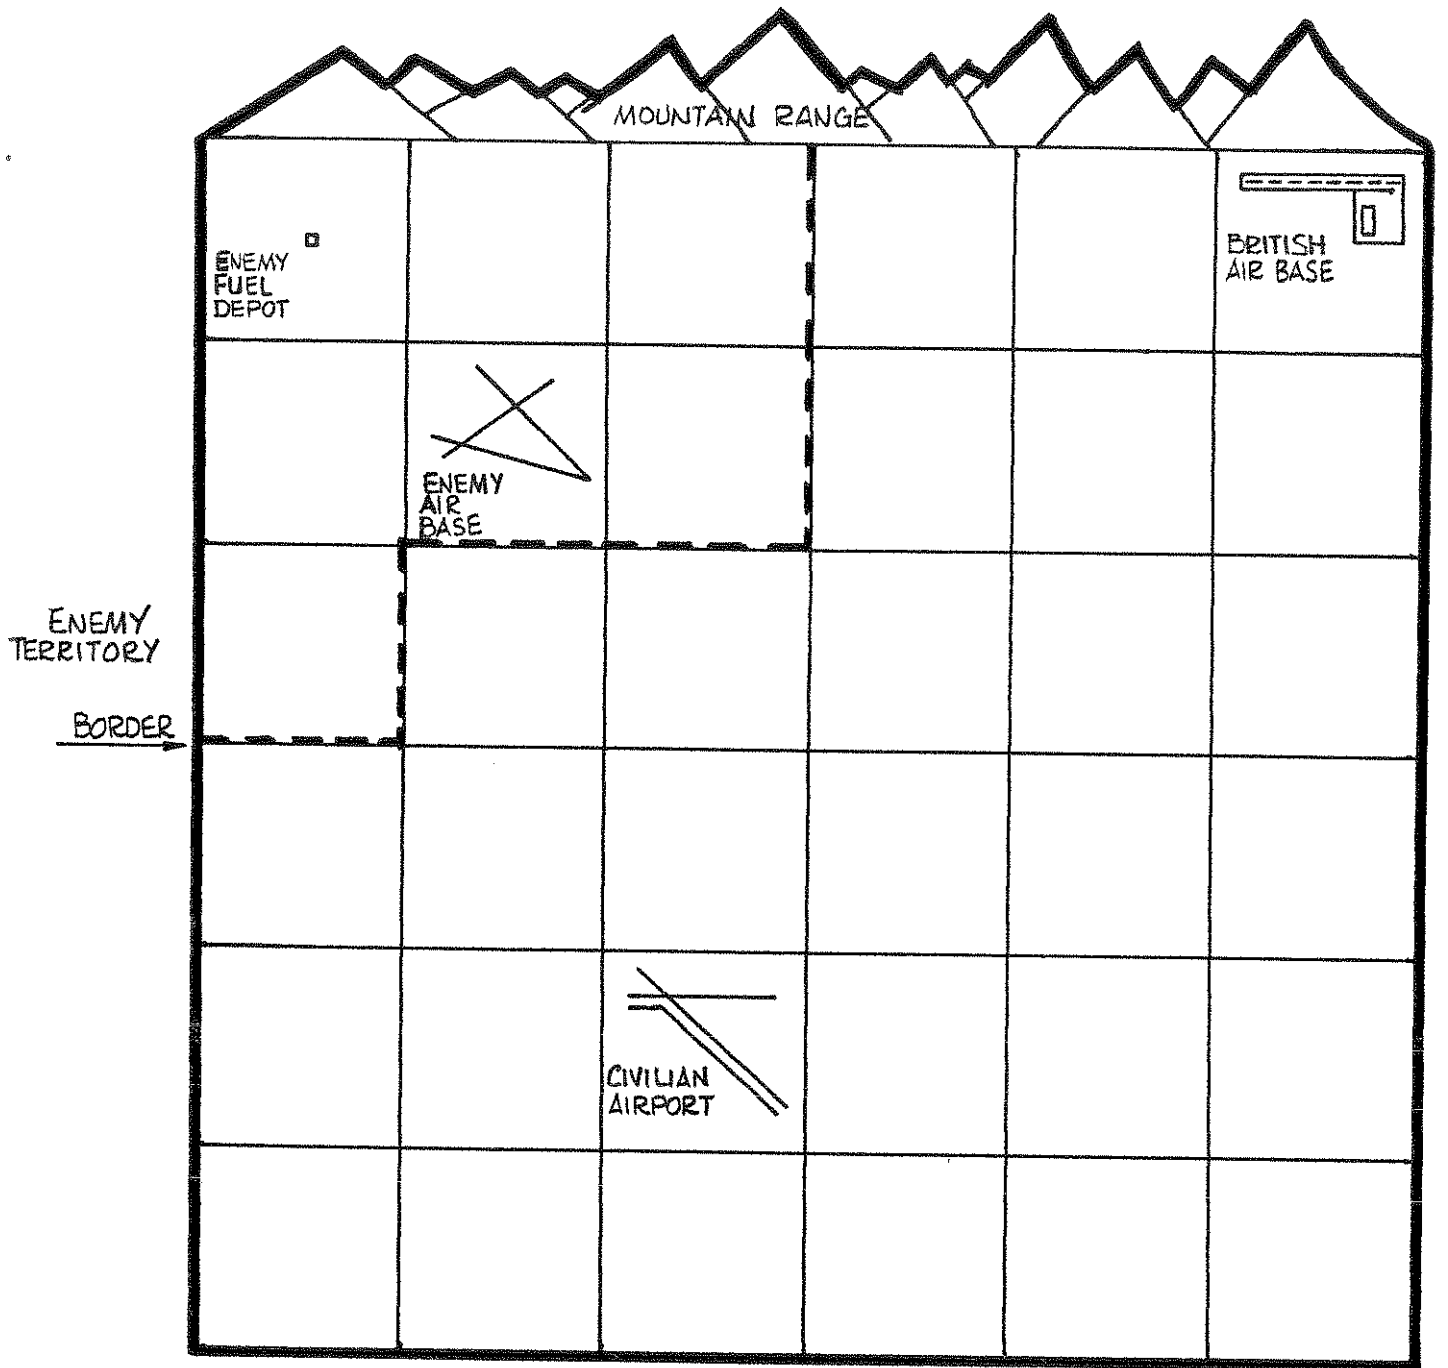 MOUNTAIN RANGE
ENEMY
FUEL
DEPOT
BRITISH
AIR BASE
ENEMY
AIR
BASE
ENEMY
TERRITORY
BORDER
CIVILIAN
AIRPORT